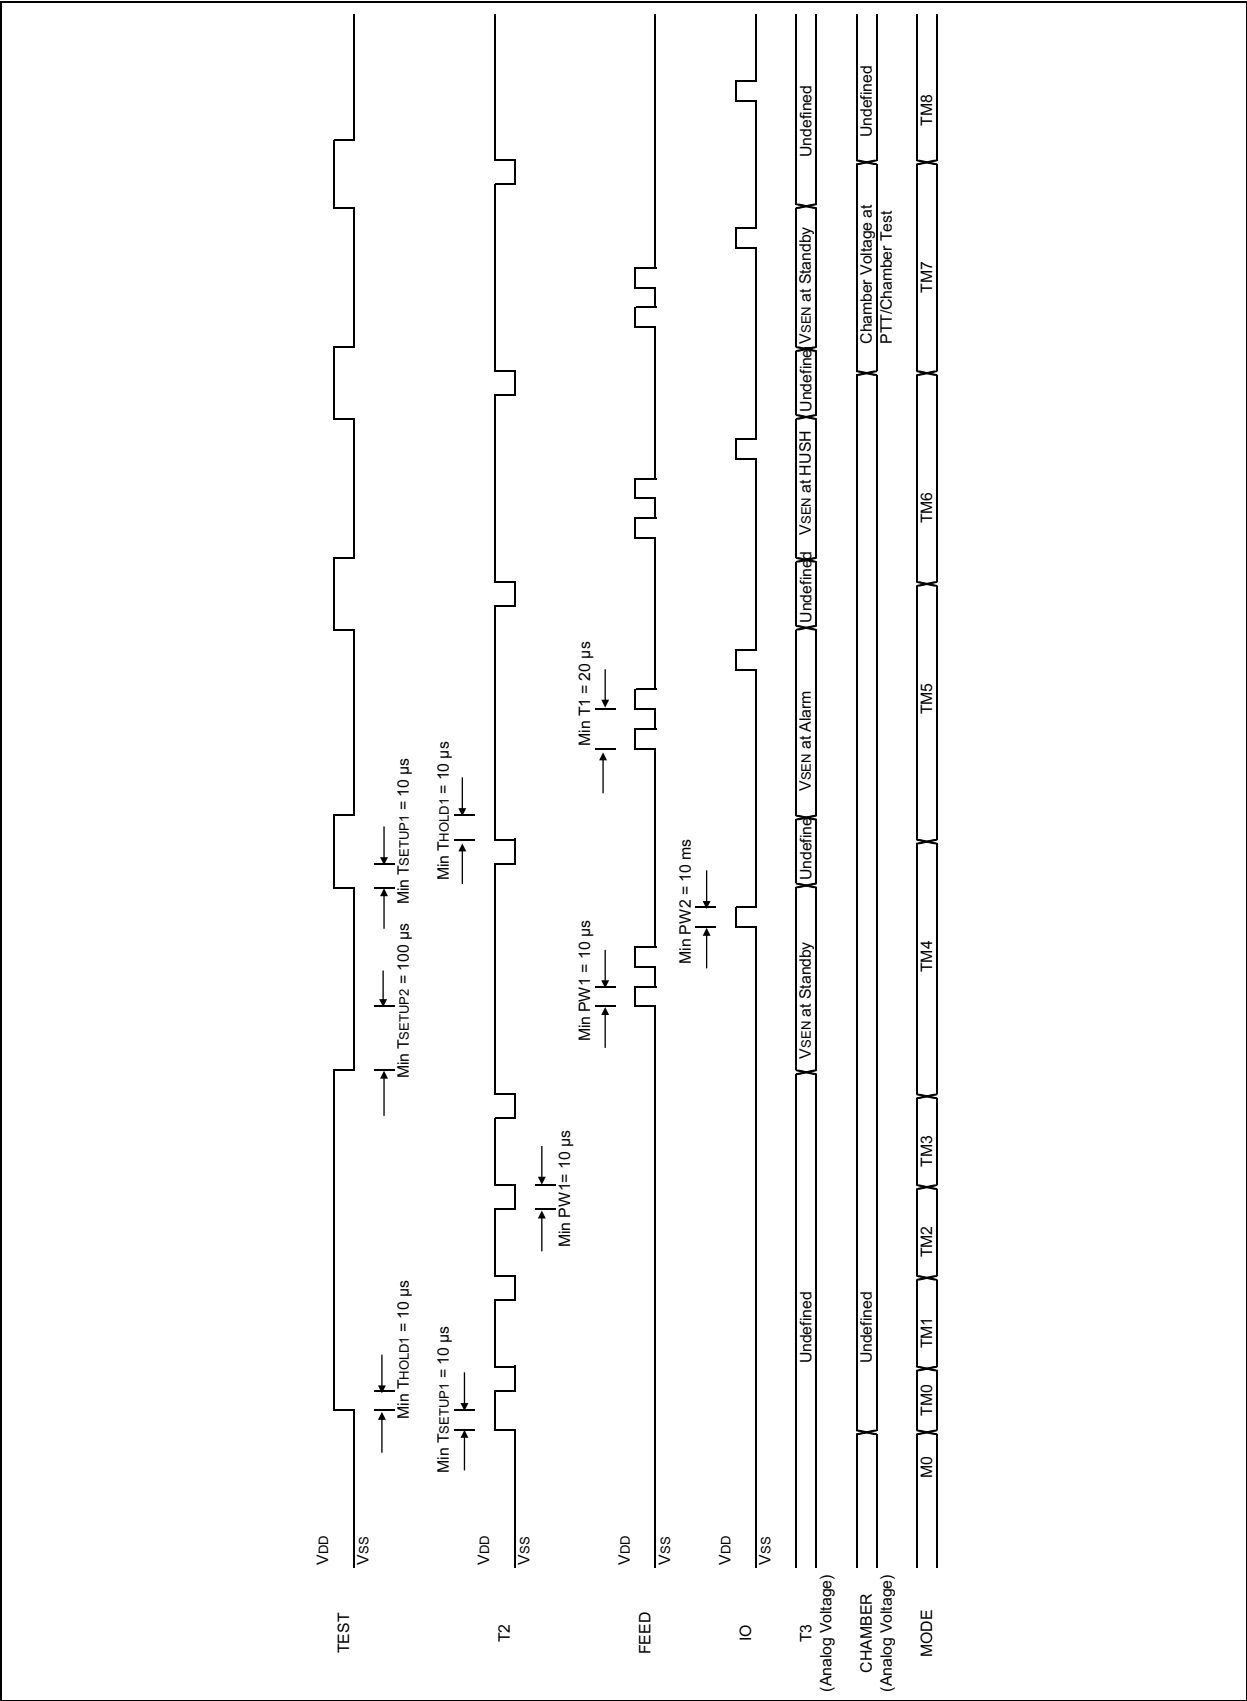 TEST
VDD
VSS
Min THOLD1 = 10 µs
Min TSETUP2 = 100 µs
Min TSETUP1 = 10 µs
T2
VDD
VSS
Min TSETUP1 = 10 µs
Min PW1= 10 µs
Min THOLD1 = 10 µs
FEED
VDD
VSS
Min PW1 = 10 µs
Min T1 = 20 µs
IO
VDD
VSS
Min PW2 = 10 ms
T3
(Analog Voltage)
Undefined
VSEN at Standby
Undefine
VSEN at Alarm
Undefined
VSEN at HUSH
Undefine
VSEN at Standby
Undefined
CHAMBER
(Analog Voltage)
Undefined
Chamber Voltage at
PTT/Chamber Test
Undefined
MODE
M0
TM0
TM1
TM2
TM3
TM4
TM5
TM6
TM7
TM8